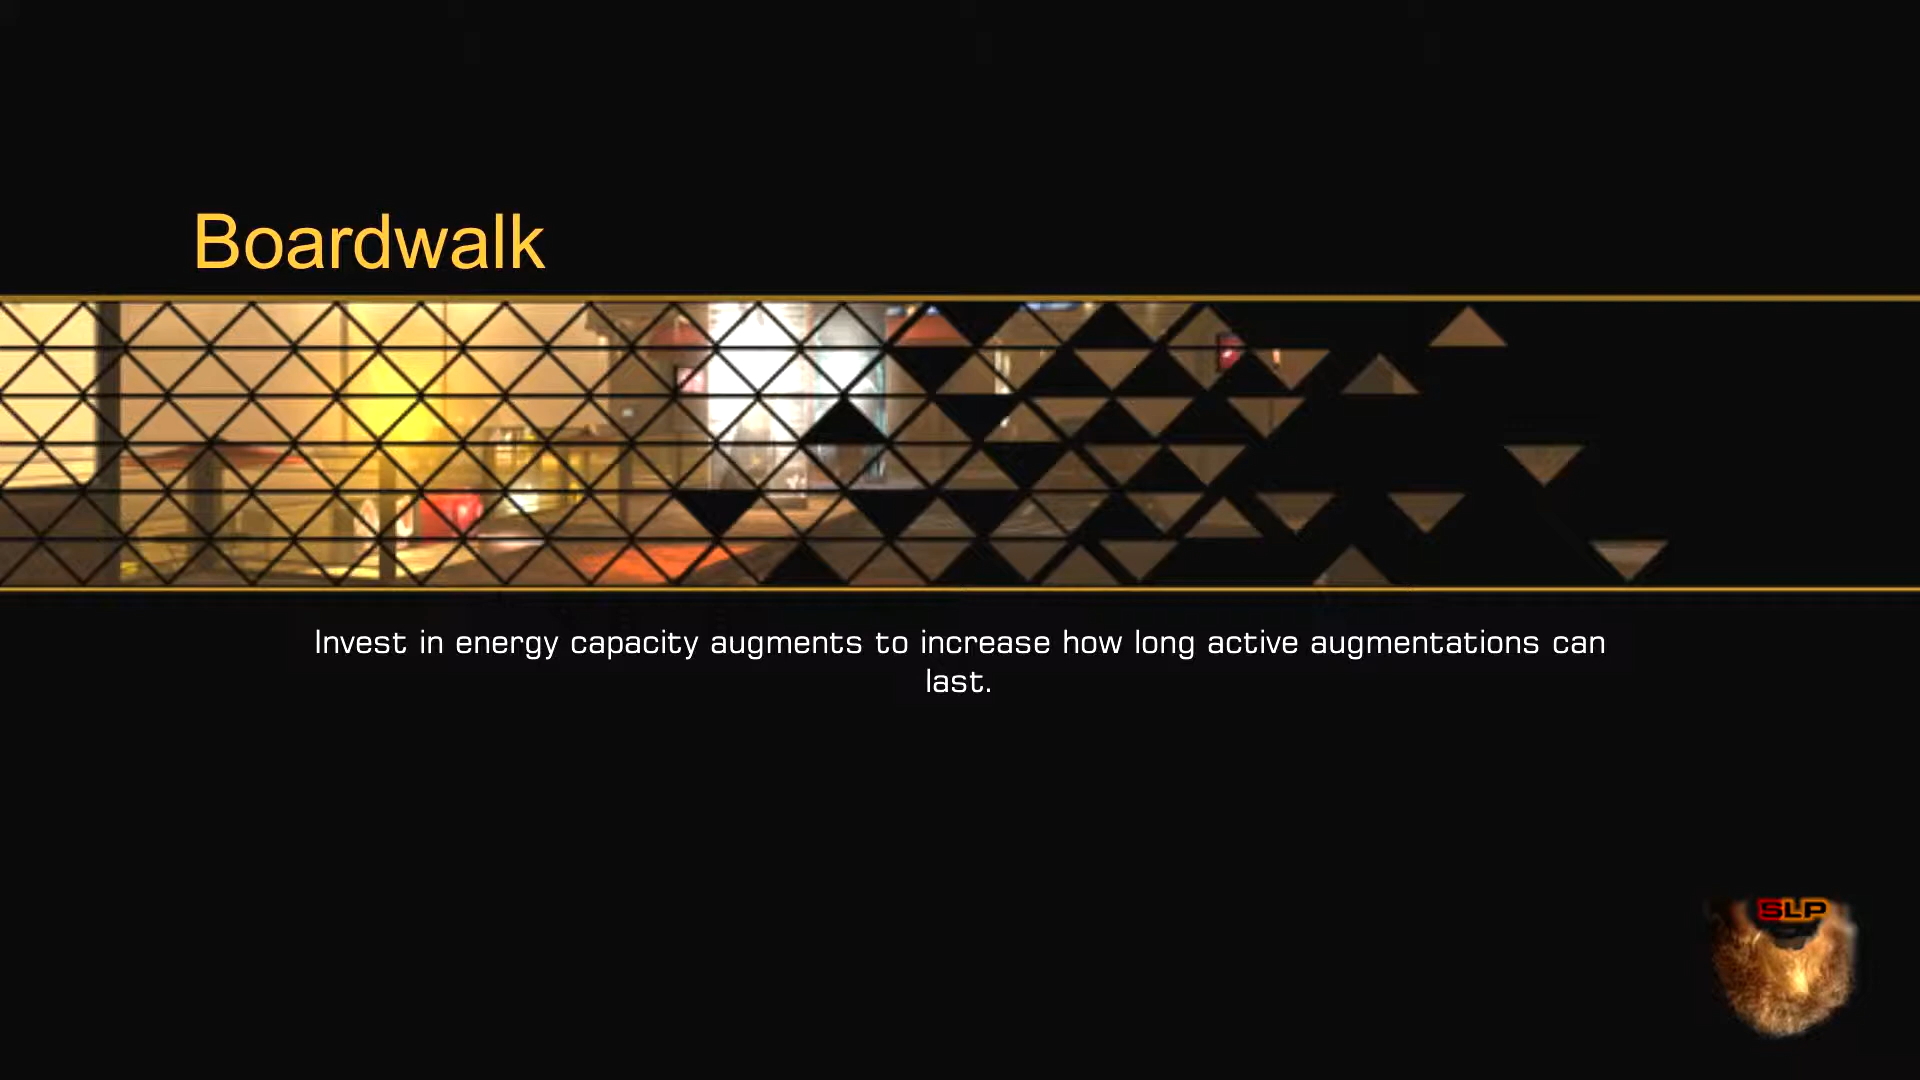 Boardwalk
Invest in energy capacity augments to increase how long active augmentations can
last.
SLP